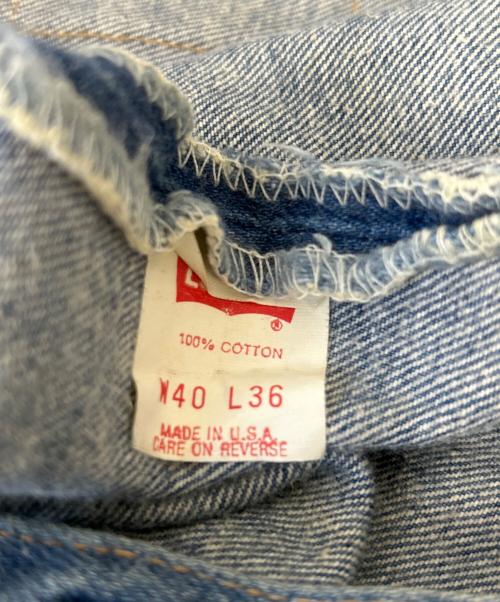 ®
100% COTTON
W40 L36
MADE IN U.S.A.
CARE ON REVERSE